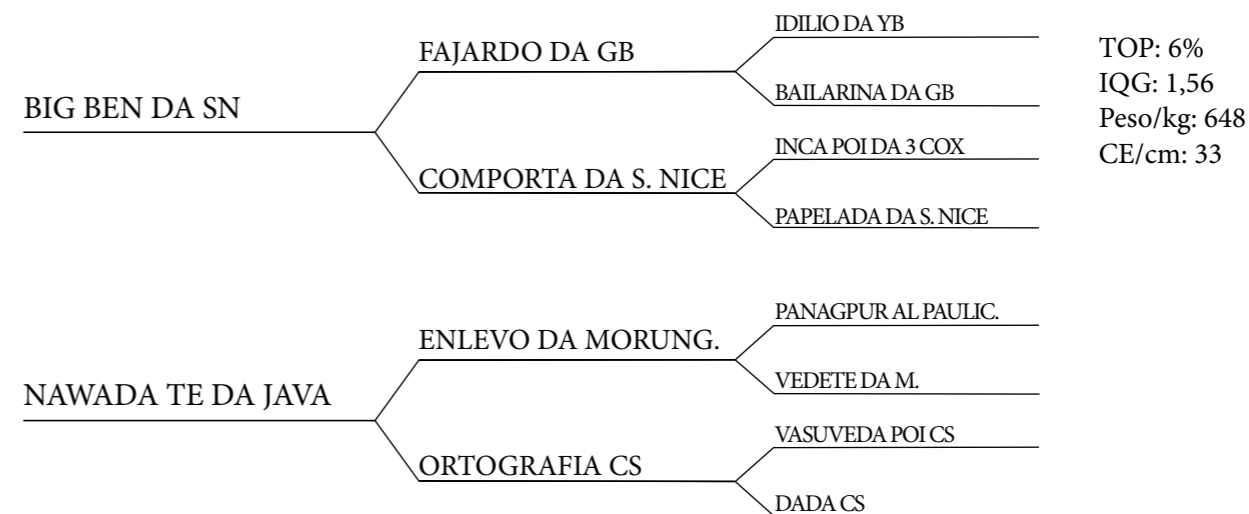 BIG BEN DA SN
FAJARDO DA GB
IDILIO DA YB
BAILARINA DA GB
COMPORTA DA S. NICE
INCA POI DA 3 COX
PAPELADA DA S. NICE
TOP: 6%
IQG: 1,56
Peso/kg: 648
CE/cm: 33
NAWADA TE DA JAVA
ENLEVO DA MORUNG.
PANAGPUR AL PAULIC.
VEDETE DA M.
ORTOGRAFIA CS
VASUVEDA POI CS
DADA CS